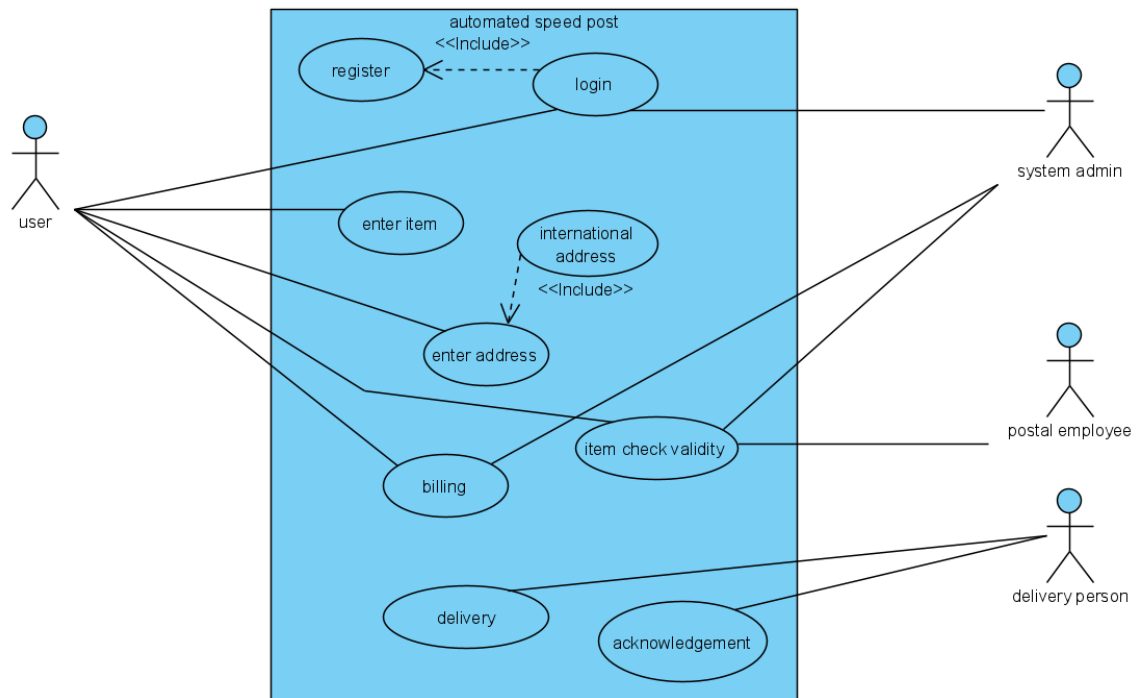 automated speed post
<<Include>>
register
login
user
system admin
enter item
international
address
<<Include>>
enter address
postal employee
item check validity
billing
delivery person
delivery
acknowledgement